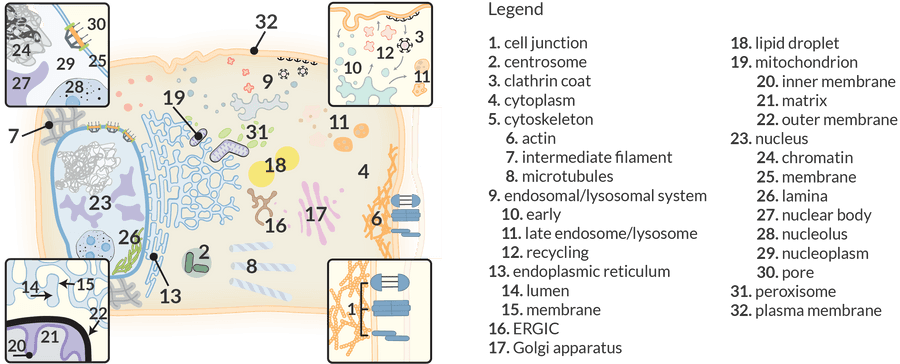 32
30
24
29
25
27
28
3
12
10
11
7
19
9
31
11
18
4
23
16
17
6
26
2
8
13
14
15
22
21
20
1
Legend
1. cell junction
2. centrosome
3. clathrin coat
4. cytoplasm
5. cytoskeleton
6. actin
7. intermediate filament
8. microtubules
9. endosomal/lysosomal system
10. early
11. late endosome/lysosome
12. recycling
13. endoplasmic reticulum
14. lumen
15. membrane
16. ERGIC
17. Golgi apparatus
18. lipid droplet
19. mitochondrion
20. inner membrane
21. matrix
22. outer membrane
23. nucleus
24. chromatin
25. membrane
26. lamina
27. nuclear body
28. nucleolus
29. nucleoplasm
30. pore
31. peroxisome
32. plasma membrane